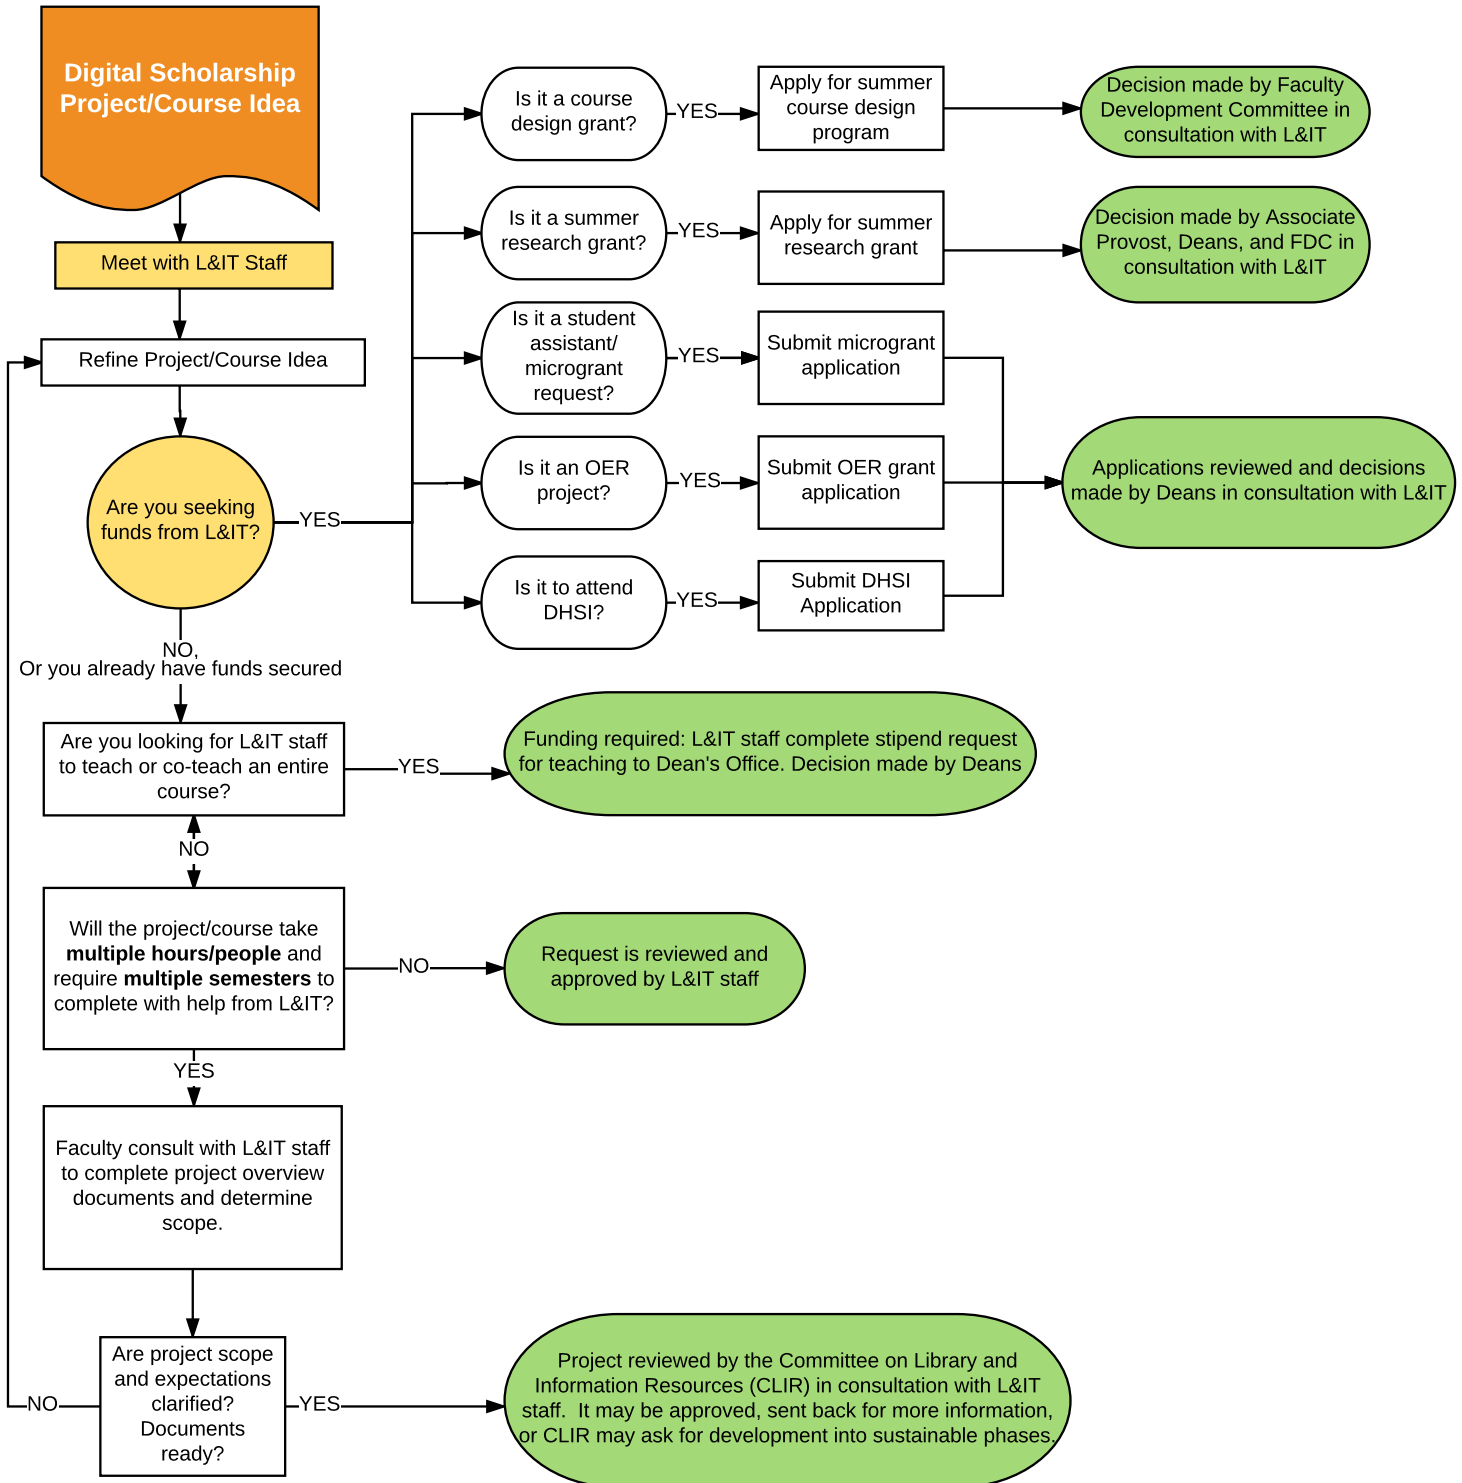 Digital Scholarship
Project/Course Idea
Meet with L&IT Staff
Refine Project/Course Idea
Are you seeking
funds from L&IT?
YES
Is it a course
design grant?
YES
Apply for summer
course design
program
Decision made by Faculty
Development Committee in
consultation with L&IT
Is it a summer
research grant?
YES
Apply for summer
research grant
Decision made by Associate
Provost, Deans, and FDC in
consultation with L&IT
Is it a student
assistant/
microgrant
request?
YES
Submit microgrant
application
Is it an OER
project?
YES
Submit OER grant
application
Applications reviewed and decisions
made by Deans in consultation with L&IT
Is it to attend
DHSI?
YES
Submit DHSI
Application
NO,
Or you already have funds secured
Are you looking for L&IT staff
to teach or co-teach an entire
course?
YES
Funding required: L&IT staff complete stipend request
for teaching to Dean's Office. Decision made by Deans
NO
Will the project/course take
multiple hours/people and
require multiple semesters to
complete with help from L&IT?
NO
Request is reviewed and
approved by L&IT staff
YES
Faculty consult with L&IT staff
to complete project overview
documents and determine
scope.
Are project scope
and expectations
clarified?
Documents
ready?
NO
YES
Project reviewed by the Committee on Library and
Information Resources (CLIR) in consultation with L&IT
staff.  It may be approved, sent back for more information,
or CLIR may ask for development into sustainable phases.